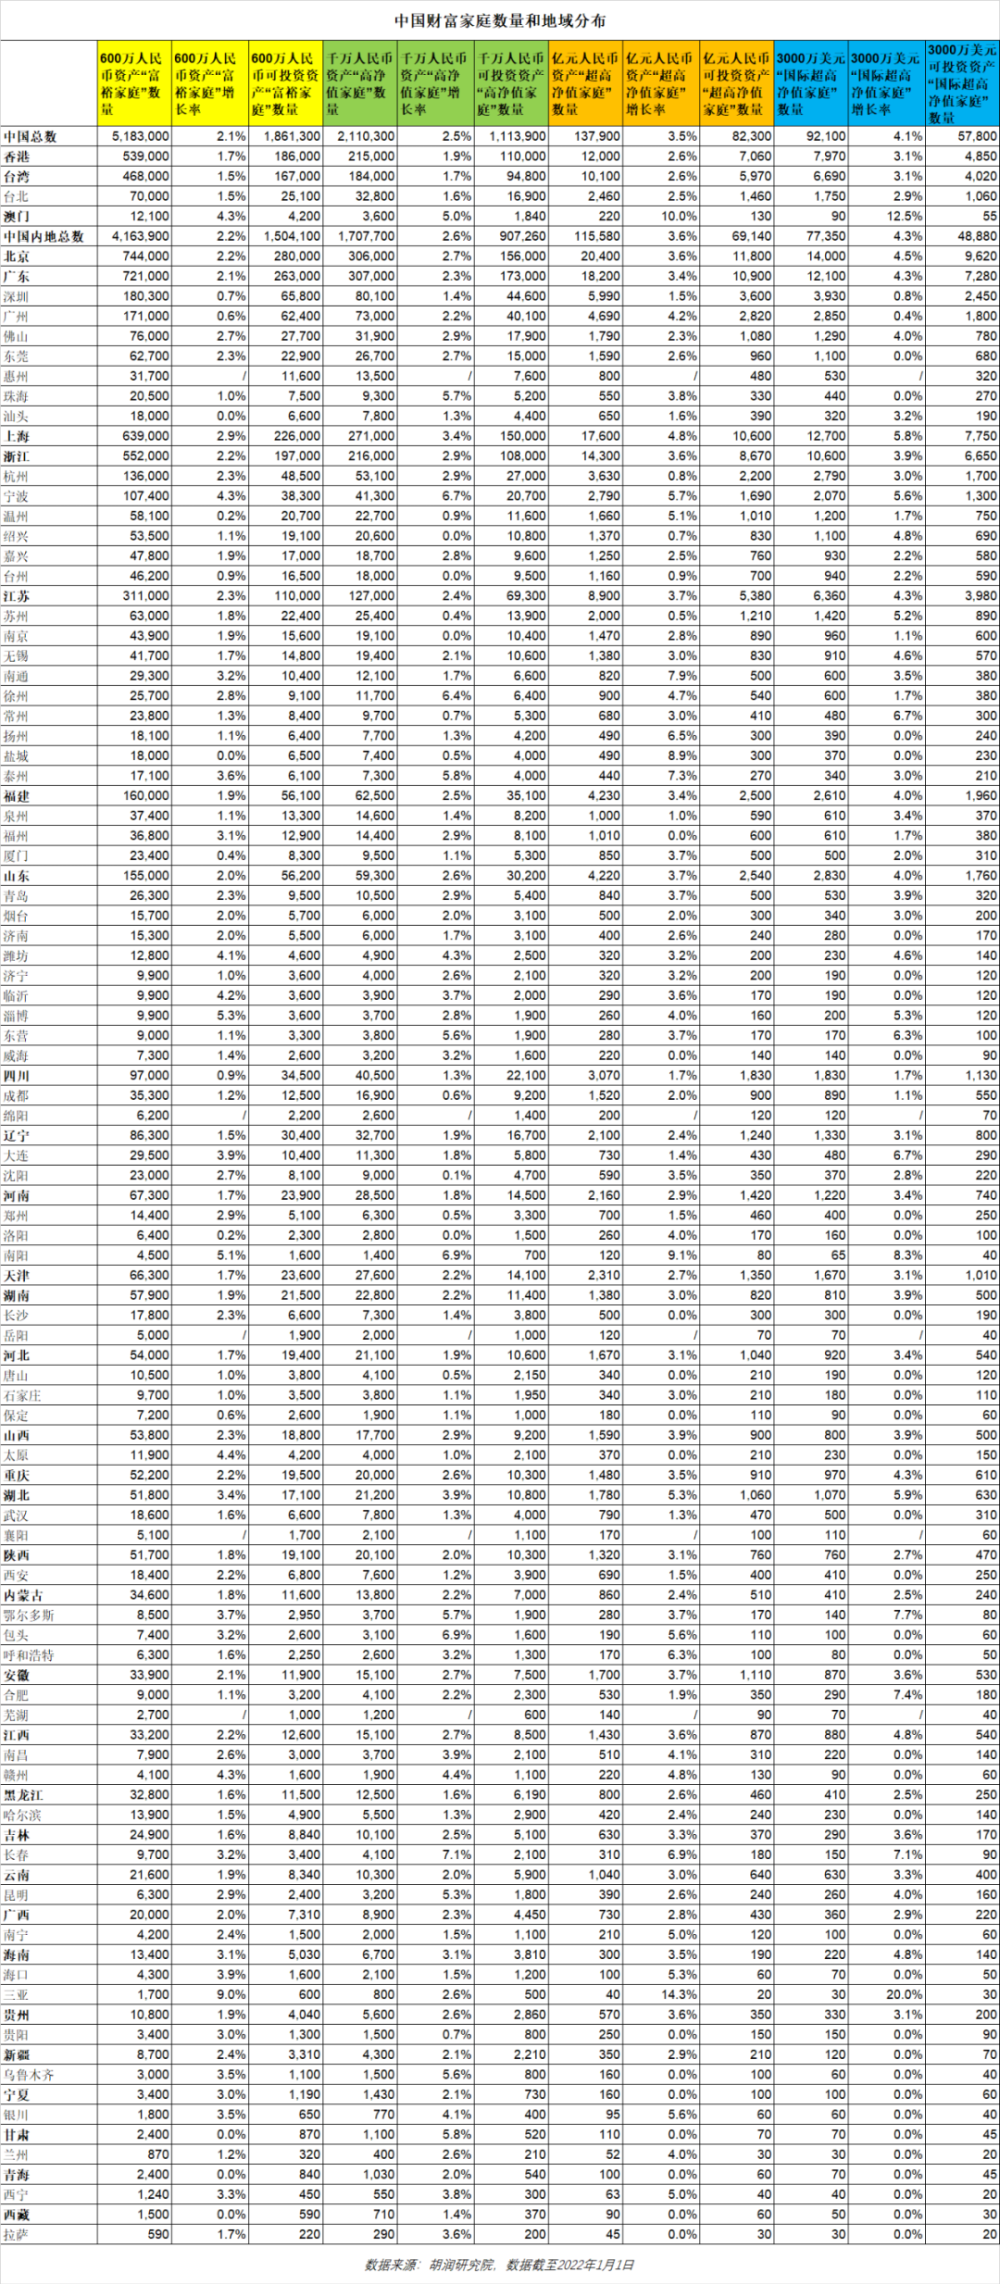 中国财富家庭数量和地域分布
600万人民币资产“富裕家庭”数量 600万人民币资产“富裕家庭”增长率 600万人民币可投资资产“富裕家庭”数量 千万人民币资产“高净值家庭”数量 千万人民币资产“高净值家庭”增长率 千万人民币可投资资产“高净值家庭”数量 亿元人民币资产“超高净值家庭”数量 亿元人民币资产“超高净值家庭”增长率 亿元人民币可投资资产“超高净值家庭”数量 3000万美元“国际超高净值家庭”数量 3000万美元“国际超高净值家庭”增长率 3000万美元可投资资产“国际超高净值家庭”数量
中国总数 5,183,000 2.1% 1,861,300 2,110,300 2.5% 1,113,900 137,900 3.5% 82,300 92,100 4.1% 57,800
香港 539,000 1.7% 186,000 215,000 1.9% 110,000 12,000 2.6% 7,060 7,970 3.1% 4,850
台湾 468,000 1.5% 167,000 184,000 1.7% 94,800 10,100 2.6% 5,970 6,690 3.1% 4,020
台北 70,000 1.5% 25,100 32,800 1.6% 16,900 2,460 2.5% 1,460 1,750 2.9% 1,060
澳门 12,100 4.3% 4,200 3,600 5.0% 1,840 220 10.0% 130 90 12.5% 55
中国内地总数 4,163,900 2.2% 1,504,100 1,707,700 2.6% 907,260 115,580 3.6% 69,140 77,350 4.3% 48,880
北京 744,000 2.2% 280,000 306,000 2.7% 156,000 20,400 3.6% 11,800 14,000 4.5% 9,620
广东 721,000 2.1% 263,000 307,000 2.3% 173,000 18,200 3.4% 10,900 12,100 4.3% 7,280
深圳 180,300 0.7% 65,800 80,100 1.4% 44,600 5,990 1.5% 3,600 3,930 0.8% 2,450
广州 171,000 0.6% 62,400 73,000 2.2% 40,100 4,690 4.2% 2,820 2,850 0.4% 1,800
佛山 76,000 2.7% 27,700 31,900 2.9% 17,900 1,790 2.3% 1,080 1,290 4.0% 780
东莞 62,700 2.3% 22,900 26,700 2.7% 15,000 1,590 2.6% 960 1,100 0.0% 680
惠州 31,700 / 11,600 13,500 / 7,600 800 / 480 530 / 320
珠海 20,500 1.0% 7,500 9,300 5.7% 5,200 550 3.8% 330 440 0.0% 270
汕头 18,000 0.0% 6,600 7,800 1.3% 4,400 650 1.6% 390 320 3.2% 190
上海 639,000 2.9% 226,000 271,000 3.4% 150,000 17,600 4.8% 10,600 12,700 5.8% 7,750
浙江 552,000 2.2% 197,000 216,000 2.9% 108,000 14,300 3.6% 8,670 10,600 3.9% 6,650
杭州 136,000 2.3% 48,500 53,100 2.9% 27,000 3,630 0.8% 2,200 2,790 3.0% 1,700
宁波 107,400 4.3% 38,300 41,300 6.7% 20,700 2,790 5.7% 1,690 2,070 5.6% 1,300
温州 58,100 0.2% 20,700 22,700 0.9% 11,600 1,660 5.1% 1,010 1,200 1.7% 750
绍兴 53,500 1.1% 19,100 20,600 0.0% 10,800 1,370 0.7% 830 1,100 4.8% 690
嘉兴 47,800 1.9% 17,000 18,700 2.8% 9,600 1,250 2.5% 760 930 2.2% 580
台州 46,200 0.9% 16,500 18,000 0.0% 9,500 1,160 0.9% 700 940 2.2% 590
江苏 311,000 2.3% 110,000 127,000 2.4% 69,300 8,900 3.7% 5,380 6,360 4.3% 3,980
苏州 63,000 1.8% 22,400 25,400 0.4% 13,900 2,000 0.5% 1,210 1,420 5.2% 890
南京 43,900 1.9% 15,600 19,100 0.0% 10,400 1,470 2.8% 890 960 1.1% 600
无锡 41,700 1.7% 14,800 19,400 2.1% 10,600 1,380 3.0% 830 910 4.6% 570
南通 29,300 3.2% 10,400 12,100 1.7% 6,600 820 7.9% 500 600 3.5% 380
徐州 25,700 2.8% 9,100 11,700 6.4% 6,400 900 4.7% 540 600 1.7% 380
常州 23,800 1.3% 8,400 9,700 0.7% 5,300 680 3.0% 410 480 6.7% 300
扬州 18,100 1.1% 6,400 7,700 1.3% 4,200 490 6.5% 300 390 0.0% 240
盐城 18,000 0.0% 6,500 7,400 0.5% 4,000 490 8.9% 300 370 0.0% 230
泰州 17,100 3.6% 6,100 7,300 5.8% 4,000 440 7.3% 270 340 3.0% 210
福建 160,000 1.9% 56,100 62,500 2.5% 35,100 4,230 3.4% 2,500 2,610 4.0% 1,960
泉州 37,400 1.1% 13,300 14,600 1.4% 8,200 1,000 1.0% 590 610 3.4% 370
福州 36,800 3.1% 12,900 14,400 2.9% 8,100 1,010 0.0% 600 610 1.7% 380
厦门 23,400 0.4% 8,300 9,500 1.1% 5,300 850 3.7% 500 500 2.0% 310
山东 155,000 2.0% 56,200 59,300 2.6% 30,200 4,220 3.7% 2,540 2,830 4.0% 1,760
青岛 26,300 2.3% 9,500 10,500 2.9% 5,400 840 3.7% 500 530 3.9% 320
烟台 15,700 2.0% 5,700 6,000 2.0% 3,100 500 2.0% 300 340 3.0% 200
济南 15,300 2.0% 5,500 6,000 1.7% 3,100 400 2.6% 240 280 0.0% 170
潍坊 12,800 4.1% 4,600 4,900 4.3% 2,500 320 3.2% 200 230 4.6% 140
济宁 9,900 1.0% 3,600 4,000 2.6% 2,100 320 3.2% 200 190 0.0% 120
临沂 9,900 4.2% 3,600 3,900 3.7% 2,000 290 3.6% 170 190 0.0% 120
淄博 9,900 5.3% 3,600 3,700 2.8% 1,900 260 4.0% 160 200 5.3% 120
东营 9,000 1.1% 3,300 3,800 5.6% 1,900 280 3.7% 170 170 6.3% 100
威海 7,300 1.4% 2,600 3,200 3.2% 1,600 220 0.0% 140 140 0.0% 90
四川 97,000 0.9% 34,500 40,500 1.3% 22,100 3,070 1.7% 1,830 1,830 1.7% 1,130
成都 35,300 1.2% 12,500 16,900 0.6% 9,200 1,520 2.0% 900 890 1.1% 550
绵阳 6,200 / 2,200 2,600 / 1,400 200 / 120 120 / 70
辽宁 86,300 1.5% 30,400 32,700 1.9% 16,700 2,100 2.4% 1,240 1,330 3.1% 800
大连 29,500 3.9% 10,400 11,300 1.8% 5,800 730 1.4% 430 480 6.7% 290
沈阳 23,000 2.7% 8,100 9,000 0.1% 4,700 590 3.5% 350 370 2.8% 220
河南 67,300 1.7% 23,900 28,500 1.8% 14,500 2,160 2.9% 1,420 1,220 3.4% 740
郑州 14,400 2.9% 5,100 6,300 0.5% 3,300 700 1.5% 460 400 0.0% 250
洛阳 6,400 0.2% 2,300 2,800 0.0% 1,500 260 4.0% 170 160 0.0% 100
南阳 4,500 5.1% 1,600 1,400 6.9% 700 120 9.1% 80 65 8.3% 40
天津 66,300 1.7% 23,600 27,600 2.2% 14,100 2,310 2.7% 1,350 1,670 3.1% 1,010
湖南 57,900 1.9% 21,500 22,800 2.2% 11,400 1,380 3.0% 820 810 3.9% 500
长沙 17,800 2.3% 6,600 7,300 1.4% 3,800 500 0.0% 300 300 0.0% 190
岳阳 5,000 / 1,900 2,000 / 1,000 120 / 70 70 / 40
河北 54,000 1.7% 19,400 21,100 1.9% 10,600 1,670 3.1% 1,040 920 3.4% 540
唐山 10,500 1.0% 3,800 4,100 0.5% 2,150 340 0.0% 210 190 0.0% 120
石家庄 9,700 1.0% 3,500 3,800 1.1% 1,950 340 3.0% 210 180 0.0% 110
保定 7,200 0.6% 2,600 1,900 1.1% 1,000 180 0.0% 110 90 0.0% 60
山西 53,800 2.3% 18,800 17,700 2.9% 9,200 1,590 3.9% 900 800 3.9% 500
太原 11,900 4.4% 4,200 4,000 1.0% 2,100 370 0.0% 210 230 0.0% 150
重庆 52,200 2.2% 19,500 20,000 2.6% 10,300 1,480 3.5% 910 970 4.3% 610
湖北 51,800 3.4% 17,100 21,200 3.9% 10,800 1,780 5.3% 1,060 1,070 5.9% 630
武汉 18,600 1.6% 6,600 7,800 1.3% 4,000 790 1.3% 470 500 0.0% 310
襄阳 5,100 / 1,700 2,100 / 1,100 170 / 100 110 / 60
陕西 51,700 1.8% 19,100 20,100 2.0% 10,300 1,320 3.1% 760 760 2.7% 470
西安 18,400 2.2% 6,800 7,600 1.2% 3,900 690 1.5% 400 410 0.0% 250
内蒙古 34,600 1.8% 11,600 13,800 2.2% 7,000 860 2.4% 510 410 2.5% 240
鄂尔多斯 8,500 3.7% 2,950 3,700 5.7% 1,900 280 3.7% 170 140 7.7% 80
包头 7,400 3.2% 2,600 3,100 6.9% 1,600 190 5.6% 110 100 0.0% 60
呼和浩特 6,300 1.6% 2,250 2,600 3.2% 1,300 170 6.3% 100 80 0.0% 50
安徽 33,900 2.1% 11,900 15,100 2.7% 7,500 1,700 3.7% 1,110 870 3.6% 530
合肥 9,000 1.1% 3,200 4,100 2.2% 2,300 530 1.9% 350 290 7.4% 180
芜湖 2,700 / 1,000 1,200 / 600 140 / 90 70 / 40
江西 33,200 2.2% 12,600 15,100 2.7% 8,500 1,430 3.6% 870 880 4.8% 540
南昌 7,900 2.6% 3,000 3,700 3.9% 2,100 510 4.1% 310 220 0.0% 140
赣州 4,100 4.3% 1,600 1,900 4.4% 1,100 220 4.8% 130 90 0.0% 60
黑龙江 32,800 1.6% 11,500 12,500 1.6% 6,190 800 2.6% 460 410 2.5% 250
哈尔滨 13,900 1.5% 4,900 5,500 1.3% 2,900 420 2.4% 240 230 0.0% 140
吉林 24,900 1.6% 8,840 10,100 2.5% 5,100 630 3.3% 370 290 3.6% 170
长春 9,700 3.2% 3,400 4,100 7.1% 2,100 310 6.9% 180 150 7.1% 90
云南 21,600 1.9% 8,340 10,300 2.0% 5,900 1,040 3.0% 640 630 3.3% 400
昆明 6,300 2.9% 2,400 3,200 5.3% 1,800 390 2.6% 240 260 4.0% 160
广西 20,000 2.0% 7,310 8,900 2.3% 4,450 730 2.8% 430 360 2.9% 220
南宁 4,200 2.4% 1,500 2,000 1.5% 1,100 210 5.0% 120 100 0.0% 60
海南 13,400 3.1% 5,030 6,700 3.1% 3,810 300 3.5% 190 220 4.8% 140
海口 4,300 3.9% 1,600 2,100 1.5% 1,200 100 5.3% 60 70 0.0% 50
三亚 1,700 9.0% 600 800 2.6% 500 40 14.3% 20 30 20.0% 30
贵州 10,800 1.9% 4,040 5,600 2.6% 2,860 570 3.6% 350 330 3.1% 200
贵阳 3,400 3.0% 1,300 1,500 0.7% 800 250 0.0% 150 150 0.0% 90
新疆 8,700 2.4% 3,310 4,300 2.1% 2,210 350 2.9% 210 120 0.0% 70
乌鲁木齐 3,000 3.5% 1,100 1,500 5.6% 800 160 0.0% 100 60 0.0% 40
宁夏 3,400 3.0% 1,190 1,430 2.1% 730 160 0.0% 100 100 0.0% 60
银川 1,800 3.5% 650 770 4.1% 400 95 5.6% 60 60 0.0% 40
甘肃 2,400 0.0% 870 1,100 5.8% 520 110 0.0% 70 70 0.0% 45
兰州 870 1.2% 320 400 2.6% 210 52 4.0% 30 30 0.0% 20
青海 2,400 0.0% 840 1,030 2.0% 540 100 0.0% 60 70 0.0% 45
西宁 1,240 3.3% 450 550 3.8% 300 63 5.0% 40 40 0.0% 20
西藏 1,500 0.0% 590 710 1.4% 370 90 0.0% 60 50 0.0% 30
拉萨 590 1.7% 220 290 3.6% 200 45 0.0% 30 30 0.0% 20
数据来源：胡润研究院，数据截至2022年1月1日